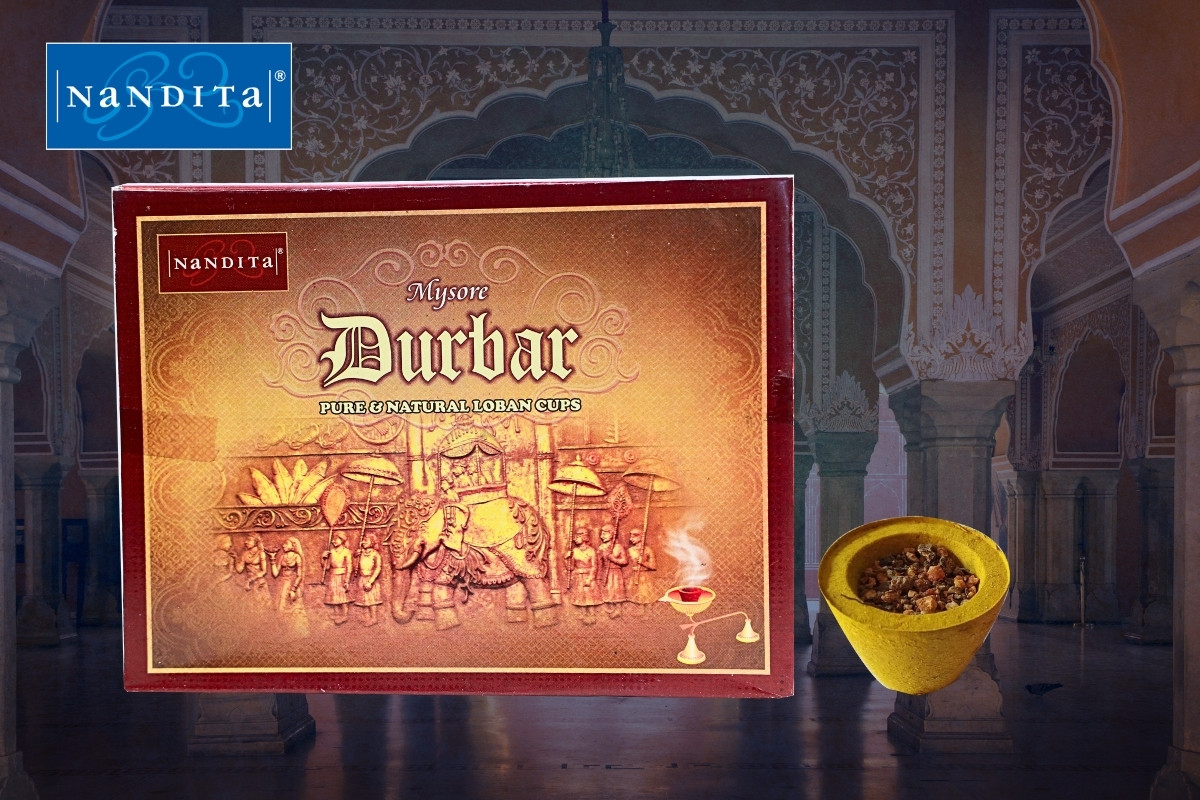 NaNDITa®
NaNDITa®
Mysore
Durbar
PURE & NATURAL LOBAN CUPS